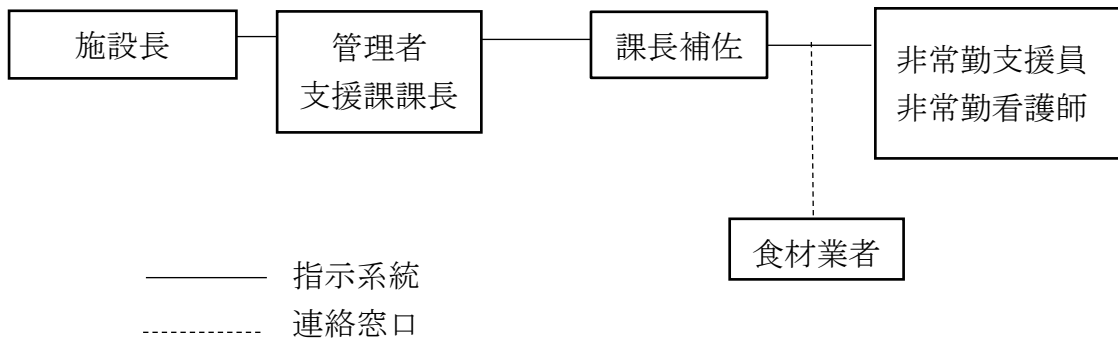 施設長
管理者
支援課課長
課長補佐
非常勤支援員
非常勤看護師
食材業者
指示系統
連絡窓口